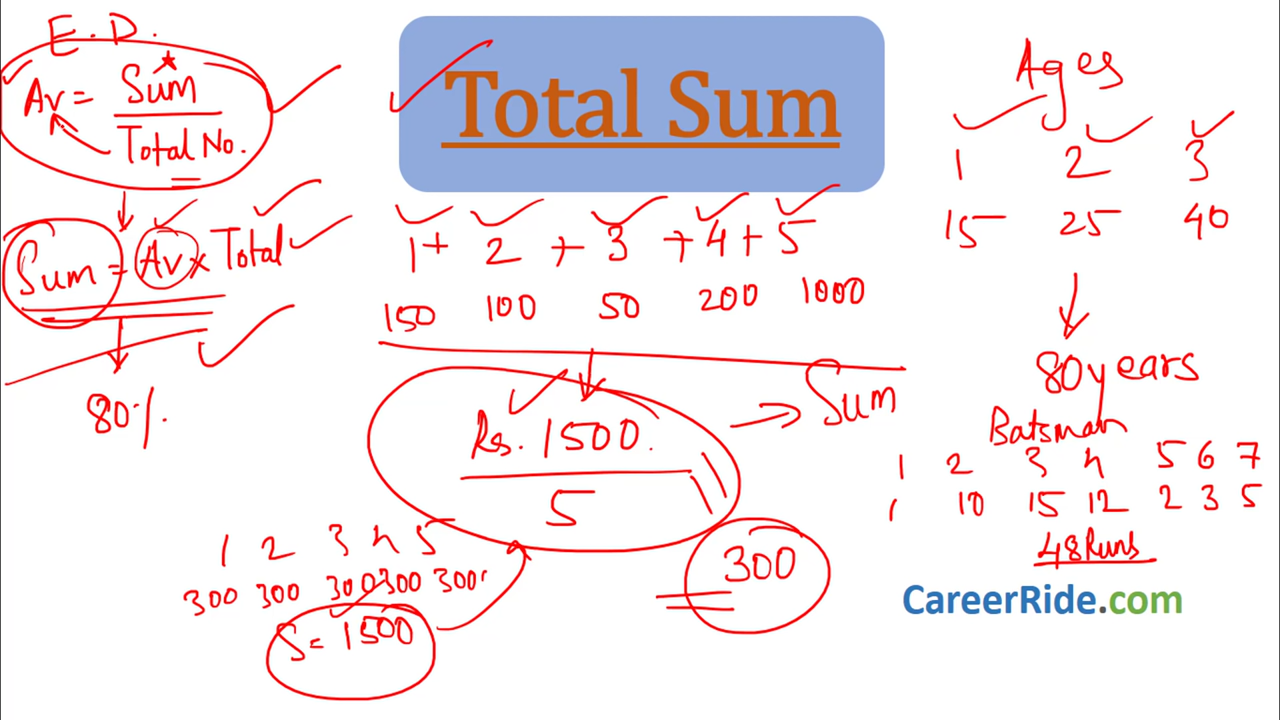 E.D.
Av = Sum / Total No.
Sum = Av x Total
80%
Total Sum
1 + 2 + 3 + 4 + 5
150 100 50 200 1000
Rs. 1500. / 5
→ Sum
300
1 2 3 4 5
300 300 300 300 300
S = 1500
Ages
1 2 3
15 25 40
80 years
Batsman
1 2 3 4 5 6 7
1 10 15 12 2 3 5
48 Runs
CareerRide.com